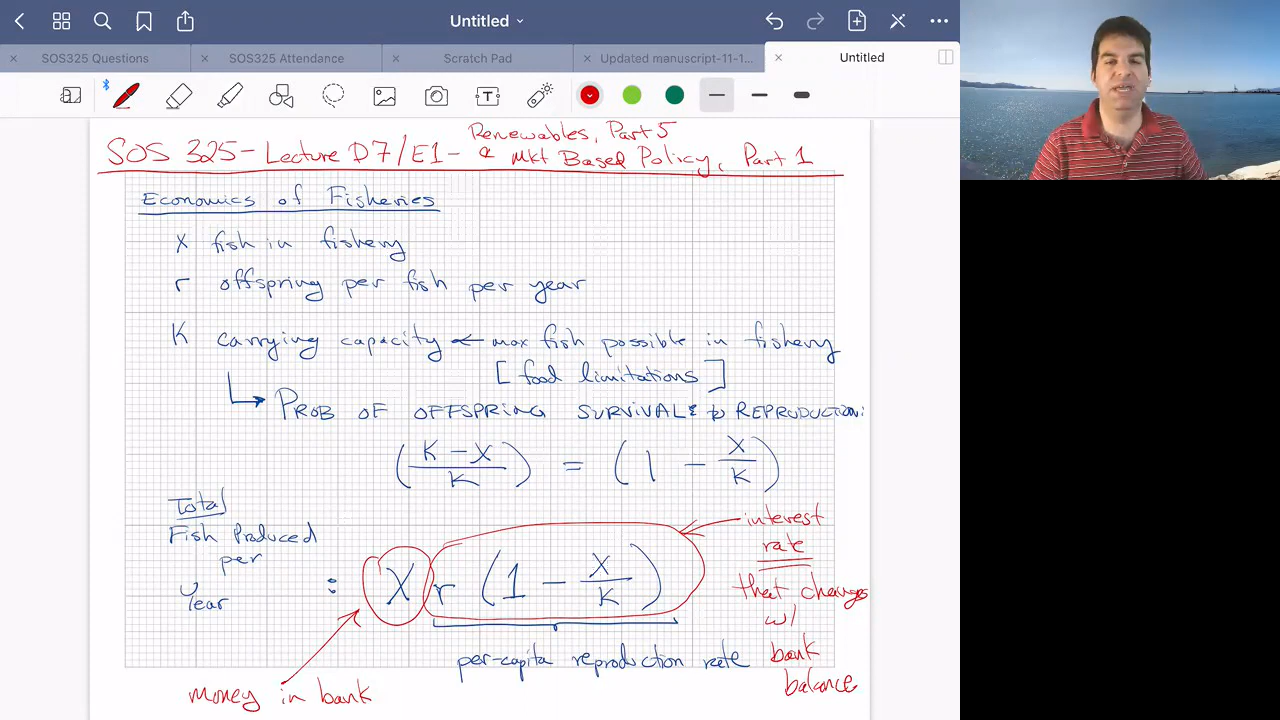 Untitled
SOS325 Questions
SOS325 Attendance
Scratch Pad
Updated manuscript-11-1...
Untitled
SOS 325 - Lecture D7/E1 - Renewables, Part 5
& Mkt Based Policy, Part 1
Economics of Fisheries
X fish in fishery
r offspring per fish per year
K carrying capacity ← max fish possible in fishery
[food limitations]
↳ PROB OF OFFSPRING SURVIVAL & REPRODUCTION:
(K - X / K) = (1 - X/K)
Total
Fish Produced
per
Year : X r (1 - X/K)
interest
rate
that changes
w/
bank
balance
per-capita reproduction rate
money in bank